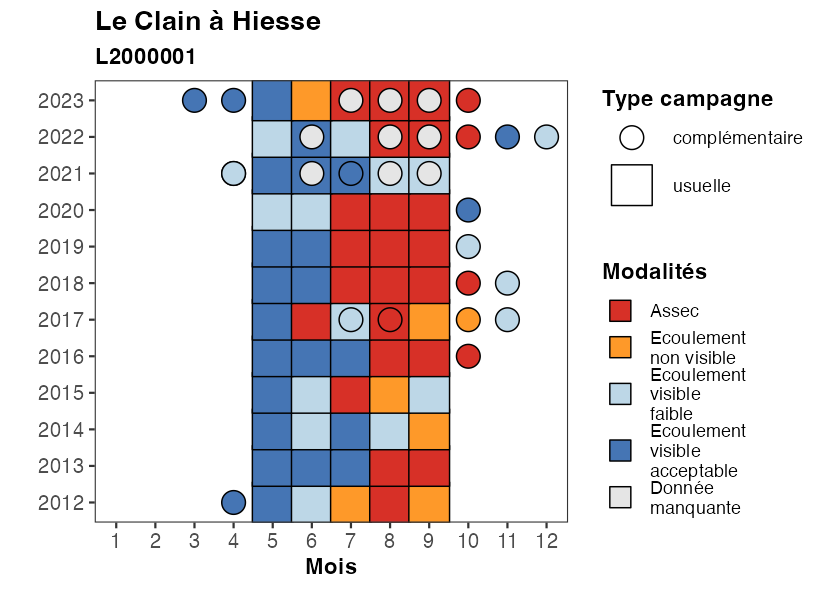 Le Clain à Hiesse
L2000001
2023
2022
2021
2020
2019
2018
2017
2016
2015
2014
2013
2012
1 2 3 4 5 6 7 8 9 10 11 12
Mois
Type campagne
complémentaire
usuelle
Modalités
Assec
Ecoulement
non visible
Ecoulement
visible
faible
Ecoulement
visible
acceptable
Donnée
manquante